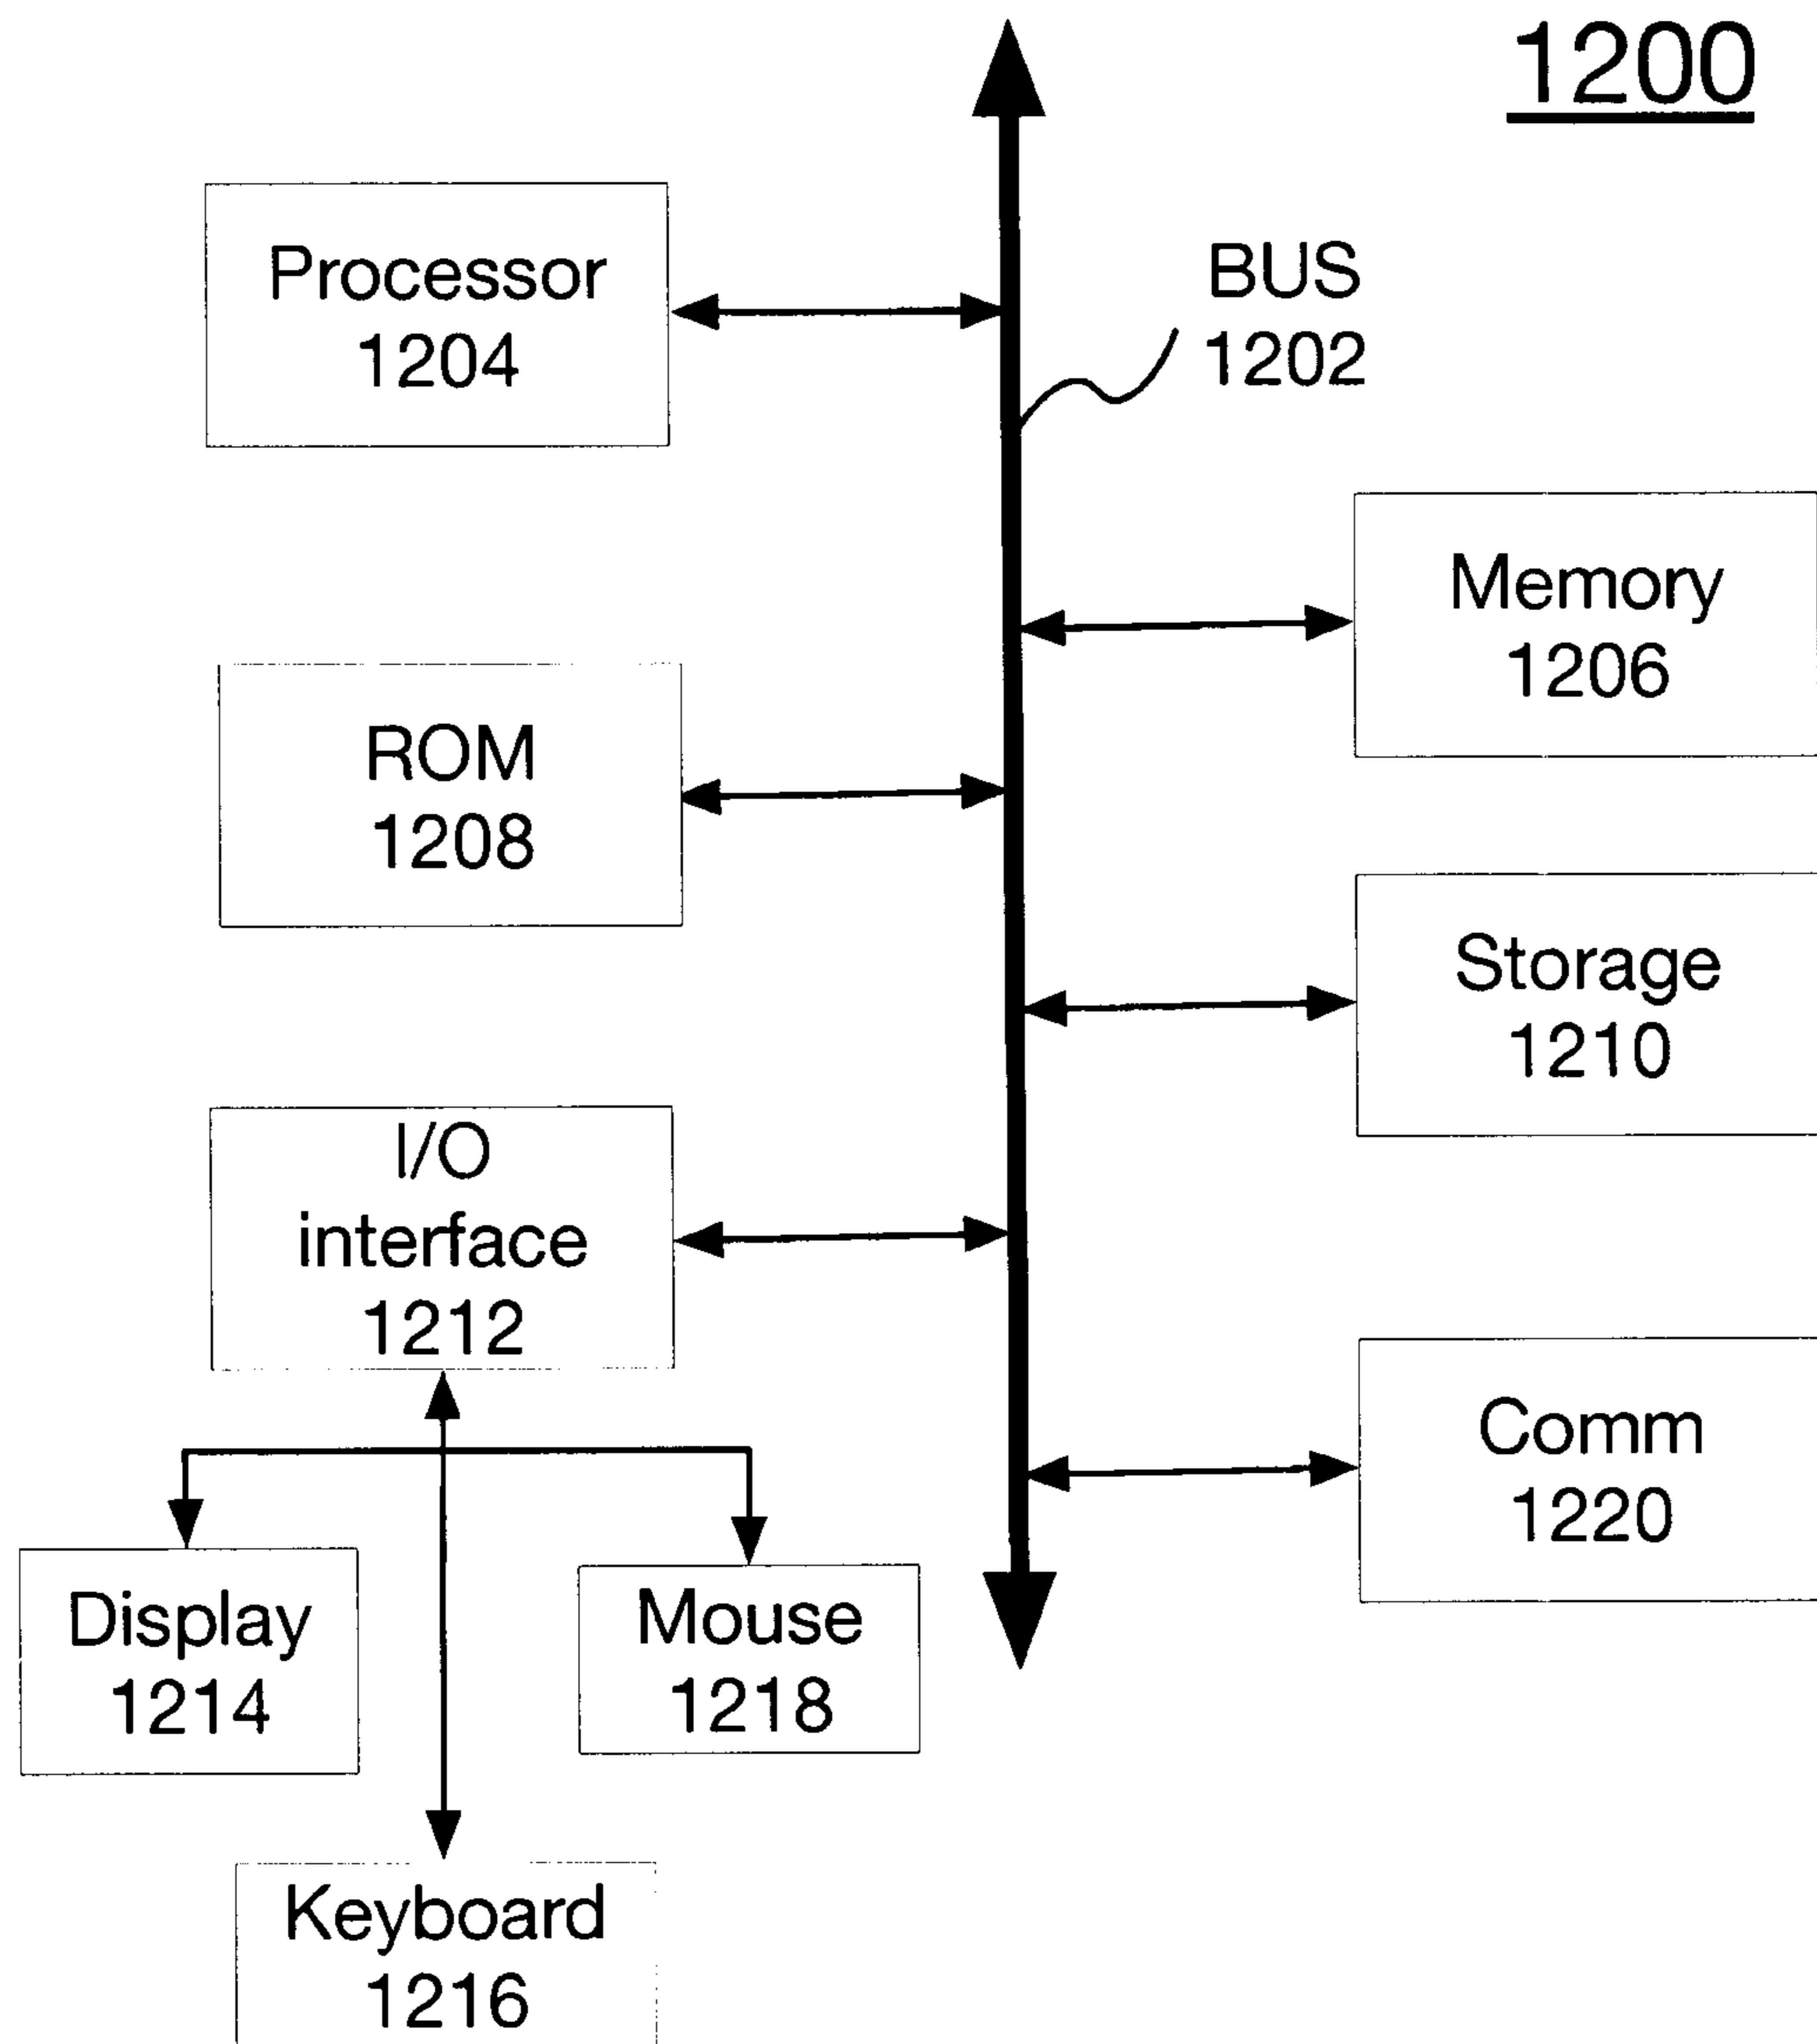 1200
Processor
1204
BUS
1202
Memory
1206
ROM
1208
Storage
1210
I/O
interface
1212
Comm
1220
Display
1214
Mouse
1218
Keyboard
1216